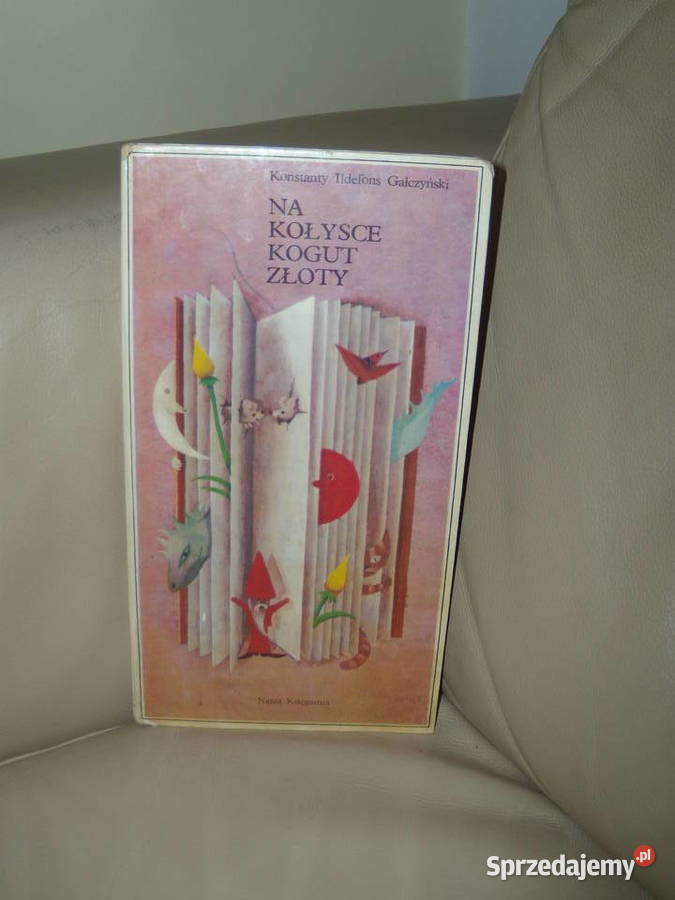 Konstanty Ildefons Gałczyński
NA
KOŁYSCE
KOGUT
ZŁOTY
Nasza Księgarnia
Sprzedajemy.pl